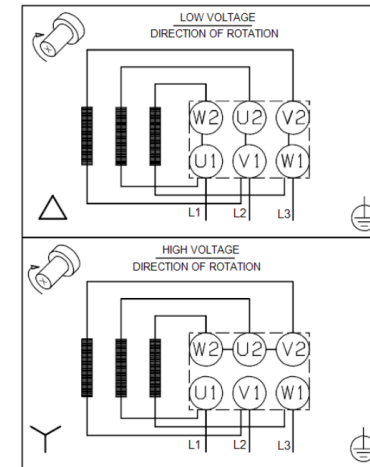 LOW VOLTAGE
DIRECTION OF ROTATION
W2 U2 V2
U1 V1 W1
L1 L2 L3
HIGH VOLTAGE
DIRECTION OF ROTATION
W2 U2 V2
U1 V1 W1
L1 L2 L3